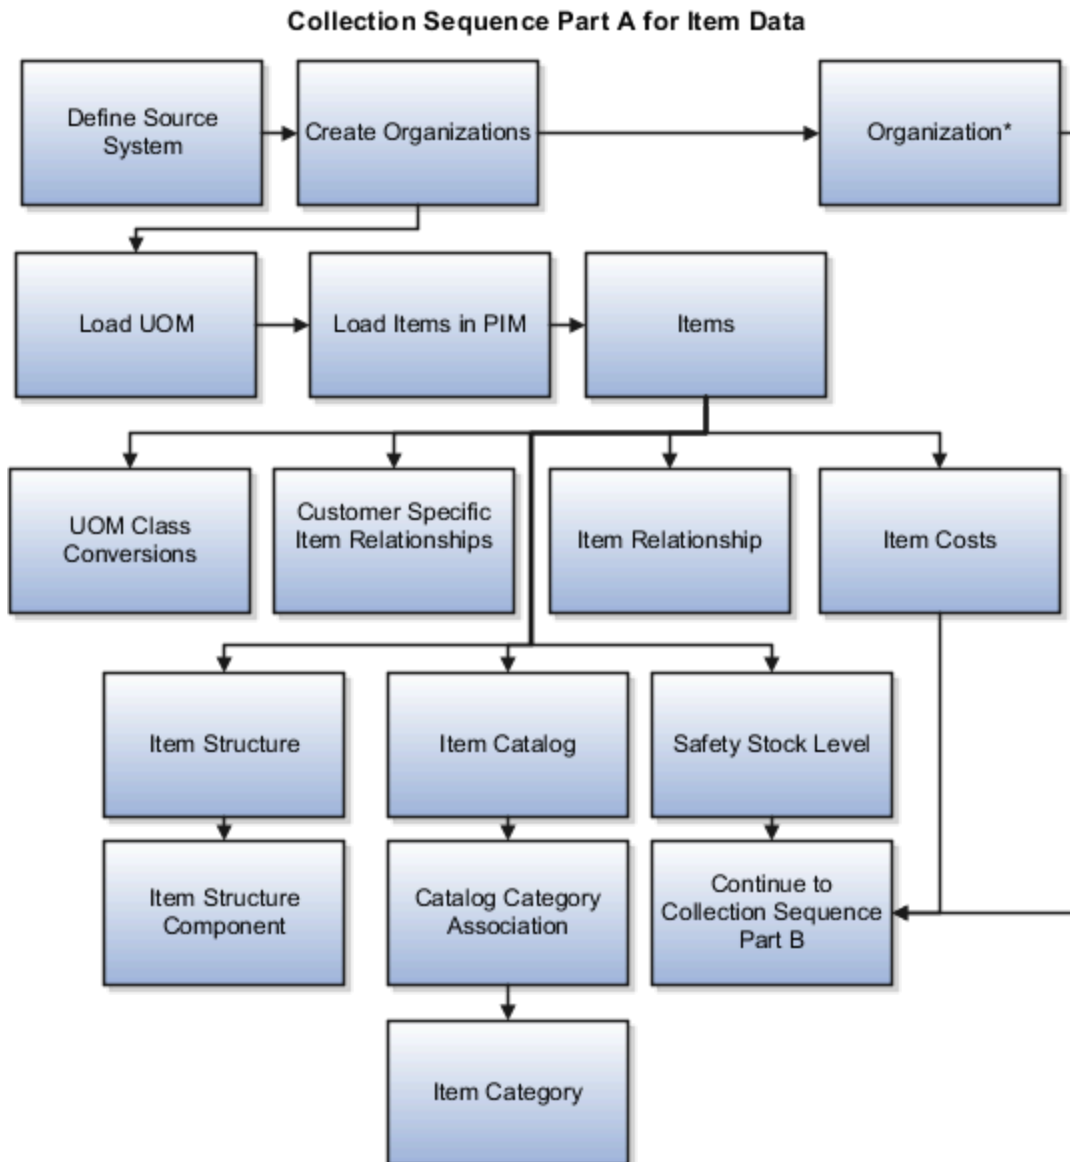 Collection Sequence Part A for Item Data
Define Source
System
Create Organizations
Organization*
Load UOM
Load Items in PIM
Items
UOM Class
Conversions
Customer Specific
Item Relationships
Item Relationship
Item Costs
Item Structure
Item Catalog
Safety Stock Level
Item Structure
Component
Catalog Category
Association
Continue to
Collection Sequence
Part B
Item Category